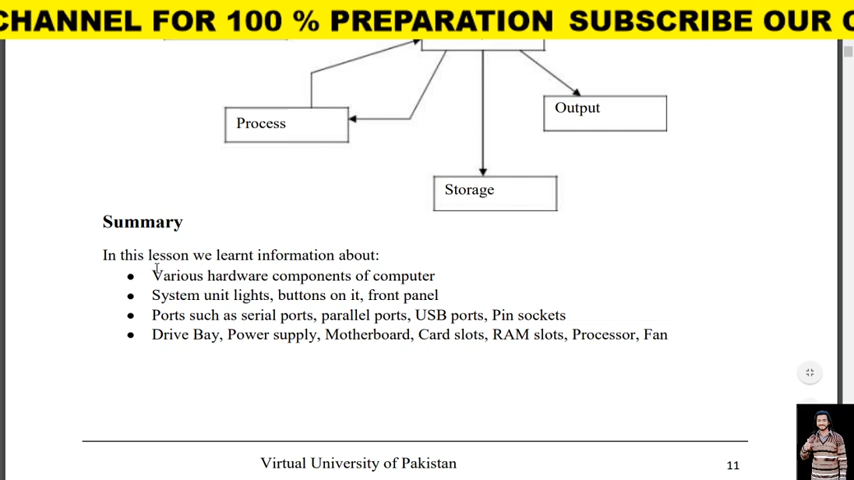 CHANNEL FOR 100 % PREPARATION SUBSCRIBE OUR C
Output
Process
Storage
Summary
In this lesson we learnt information about:
• Various hardware components of computer
• System unit lights, buttons on it, front panel
• Ports such as serial ports, parallel ports, USB ports, Pin sockets
• Drive Bay, Power supply, Motherboard, Card slots, RAM slots, Processor, Fan
Virtual University of Pakistan 11